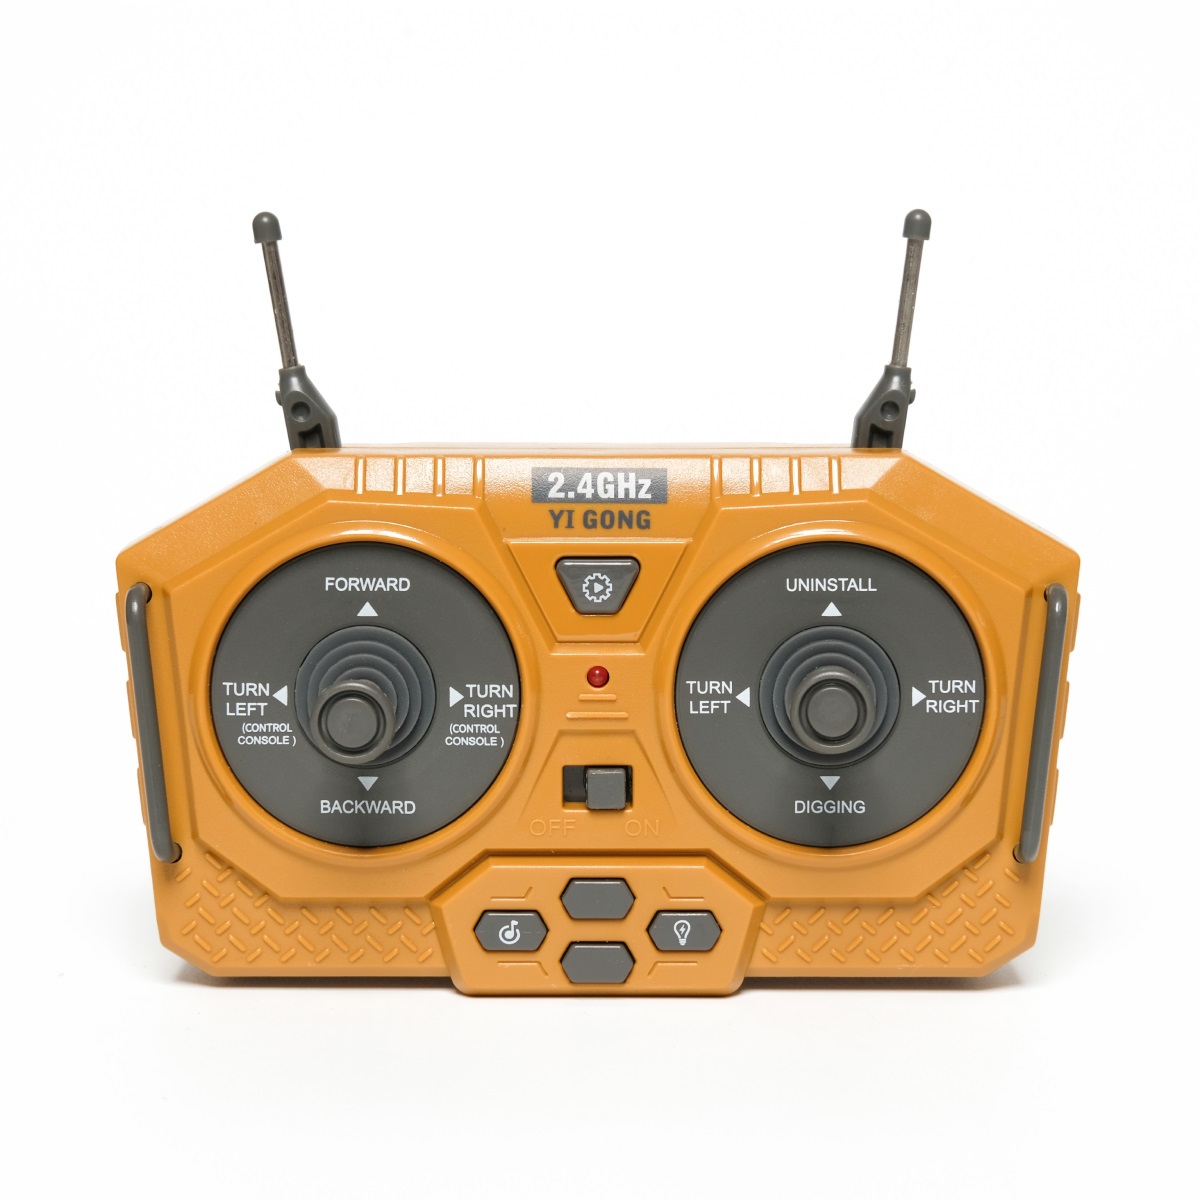 2.4GHz
YI GONG
FORWARD
TURN
LEFT
(CONTROL
CONSOLE )
TURN
RIGHT
(CONTROL
CONSOLE )
BACKWARD
UNINSTALL
TURN
LEFT
TURN
RIGHT
DIGGING
OFF ON